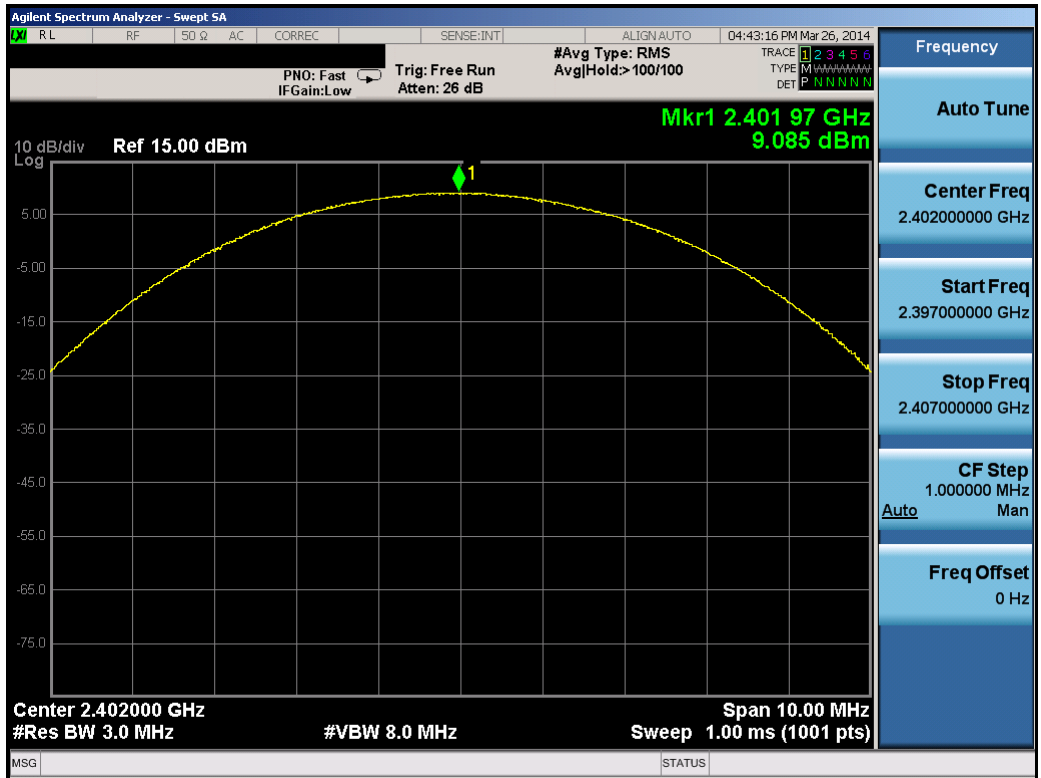 Agilent Spectrum Analyzer - Swept SA
LXI RL RF 50 Ω AC CORREC SENSE:INT ALIGN AUTO 04:43:16 PM Mar 26, 2014
PNO: Fast
IFGain:Low
Trig: Free Run
Atten: 26 dB
#Avg Type: RMS
Avg|Hold:>100/100
TRACE 1 2 3 4 5 6
TYPE M
DET P N N N N N
Mkr1 2.401 97 GHz
9.085 dBm
10 dB/div
Log
Ref 15.00 dBm
1
5.00
-5.00
-15.0
-25.0
-35.0
-45.0
-55.0
-65.0
-75.0
Center 2.402000 GHz
#Res BW 3.0 MHz
#VBW 8.0 MHz
Span 10.00 MHz
Sweep 1.00 ms (1001 pts)
MSG
STATUS
Frequency
Auto Tune
Center Freq
2.402000000 GHz
Start Freq
2.397000000 GHz
Stop Freq
2.407000000 GHz
CF Step
1.000000 MHz
Auto Man
Freq Offset
0 Hz